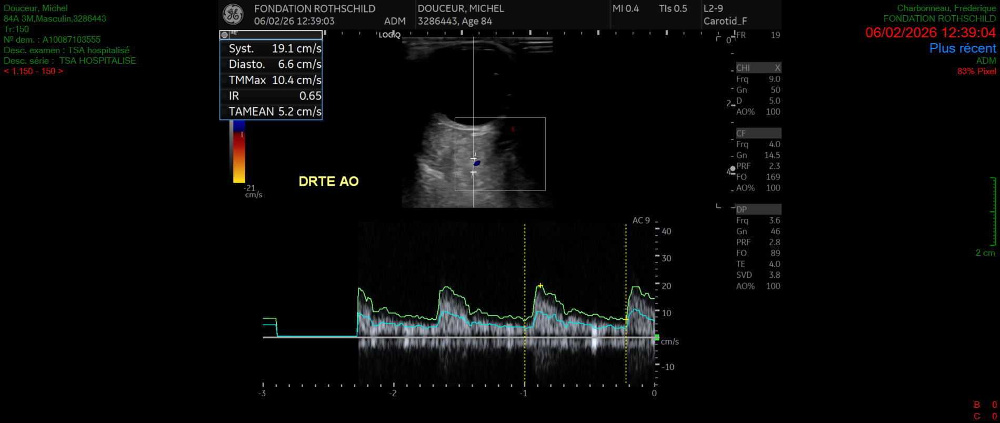 Douceur, Michel
84A 3M,Masculin,3286443
Tr:150
Nº dem. : A10087103555
Desc. examen : TSA hospitalisé
Desc. série : TSA HOSPITALISE
< 1.150 - 150 >
FONDATION ROTHSCHILD
06/02/26 12:39:03 ADM
DOUCEUR, MICHEL
3286443, Age 84
MI 0.4 TIs 0.5
L2-9
Carotid_F
Charbonneau, Frederique
FONDATION ROTHSCHILD
06/02/2026 12:39:04
Plus récent
ADM
83% Pixel
Syst. 19.1 cm/s
Diasto. 6.6 cm/s
TMMax 10.4 cm/s
IR 0.65
TAMEAN 5.2 cm/s
LOGIQ
-21
cm/s
DRTE AO
0
2
4
FR 19
CHI X
Frq 9.0
Gn 50
D 5.0
AO% 100
CF
Frq 4.0
Gn 14.5
PRF 2.3
FO 169
AO% 100
DP
Frq 3.6
Gn 46
PRF 2.8
FO 89
TE 4.0
SVD 3.8
AO% 100
2 cm
AC 9
40
30
20
10
cm/s
-10
-3 -2 -1 0
B 0
C 0